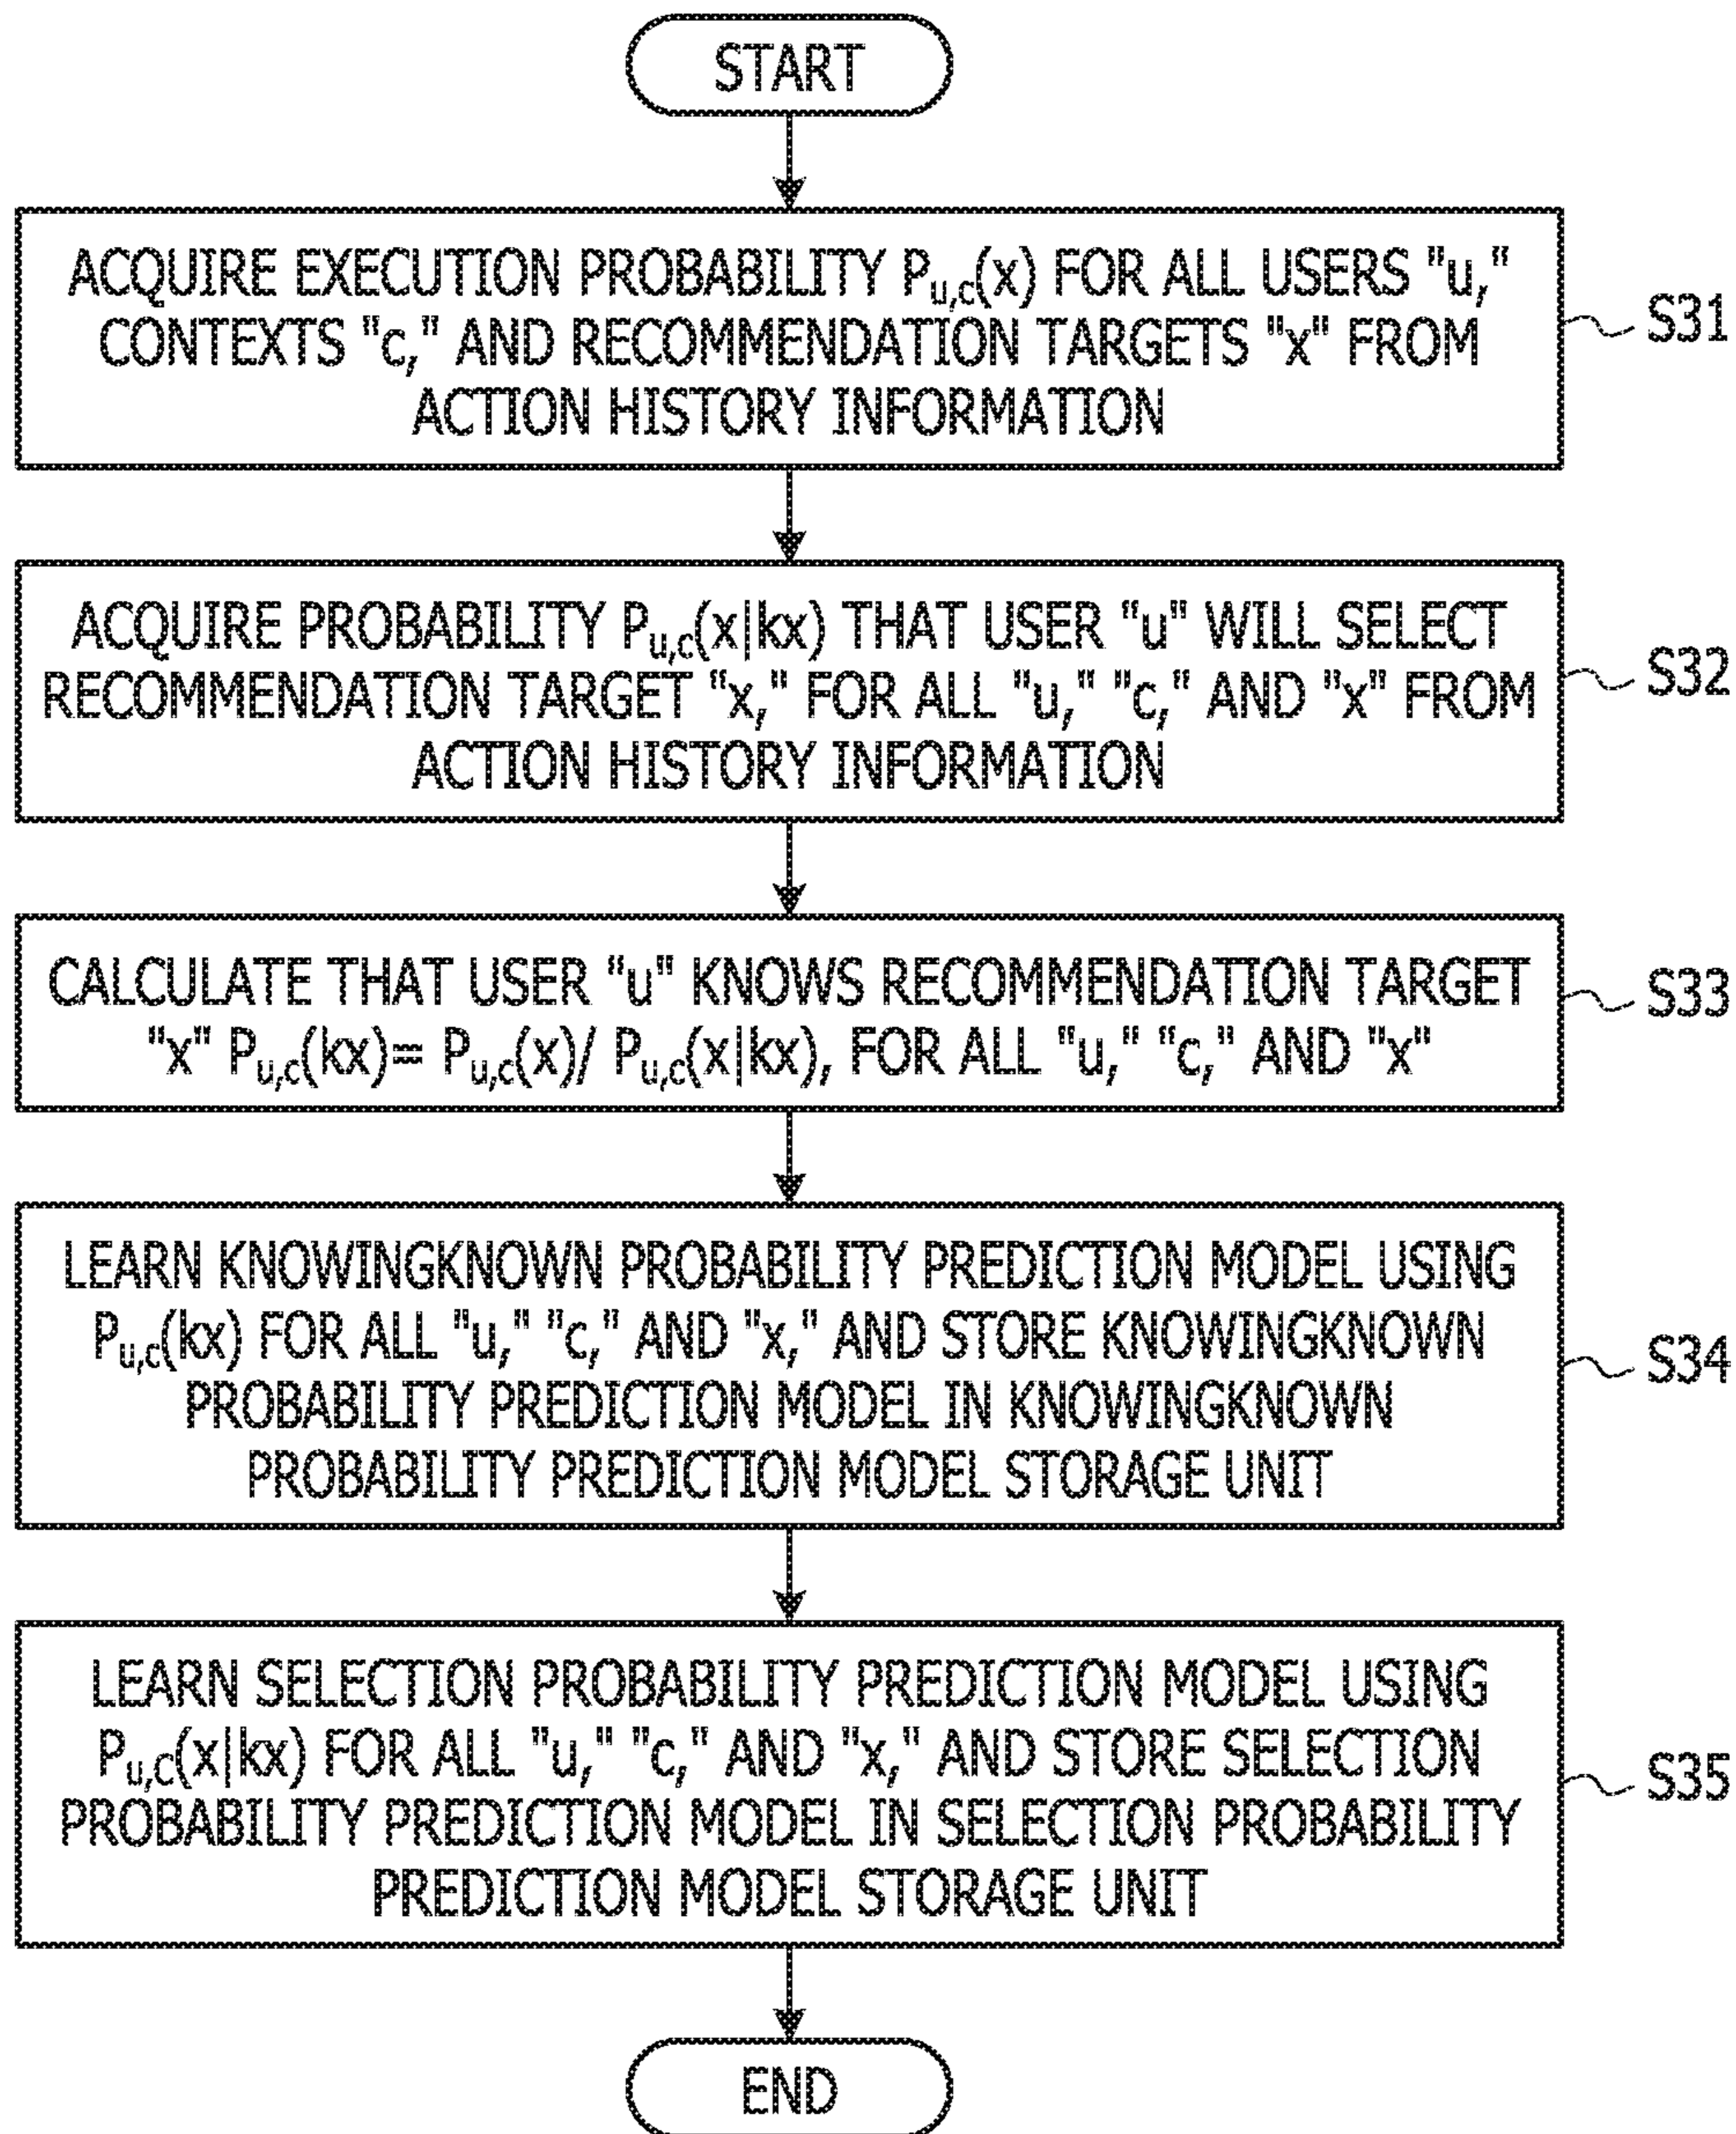 START
ACQUIRE EXECUTION PROBABILITY Pu,c(x) FOR ALL USERS "u,"
CONTEXTS "c," AND RECOMMENDATION TARGETS "x" FROM
ACTION HISTORY INFORMATION
S31
ACQUIRE PROBABILITY Pu,c(x|kx) THAT USER "u" WILL SELECT
RECOMMENDATION TARGET "x," FOR ALL "u," "c," AND "x" FROM
ACTION HISTORY INFORMATION
S32
CALCULATE THAT USER "u" KNOWS RECOMMENDATION TARGET
"x" Pu,c(kx)= Pu,c(x)/ Pu,c(x|kx), FOR ALL "u," "c," AND "x"
S33
LEARN KNOWINGKNOWN PROBABILITY PREDICTION MODEL USING
Pu,c(kx) FOR ALL "u," "c," AND "x," AND STORE KNOWINGKNOWN
PROBABILITY PREDICTION MODEL IN KNOWINGKNOWN
PROBABILITY PREDICTION MODEL STORAGE UNIT
S34
LEARN SELECTION PROBABILITY PREDICTION MODEL USING
Pu,c(x|kx) FOR ALL "u," "c," AND "x," AND STORE SELECTION
PROBABILITY PREDICTION MODEL IN SELECTION PROBABILITY
PREDICTION MODEL STORAGE UNIT
S35
END